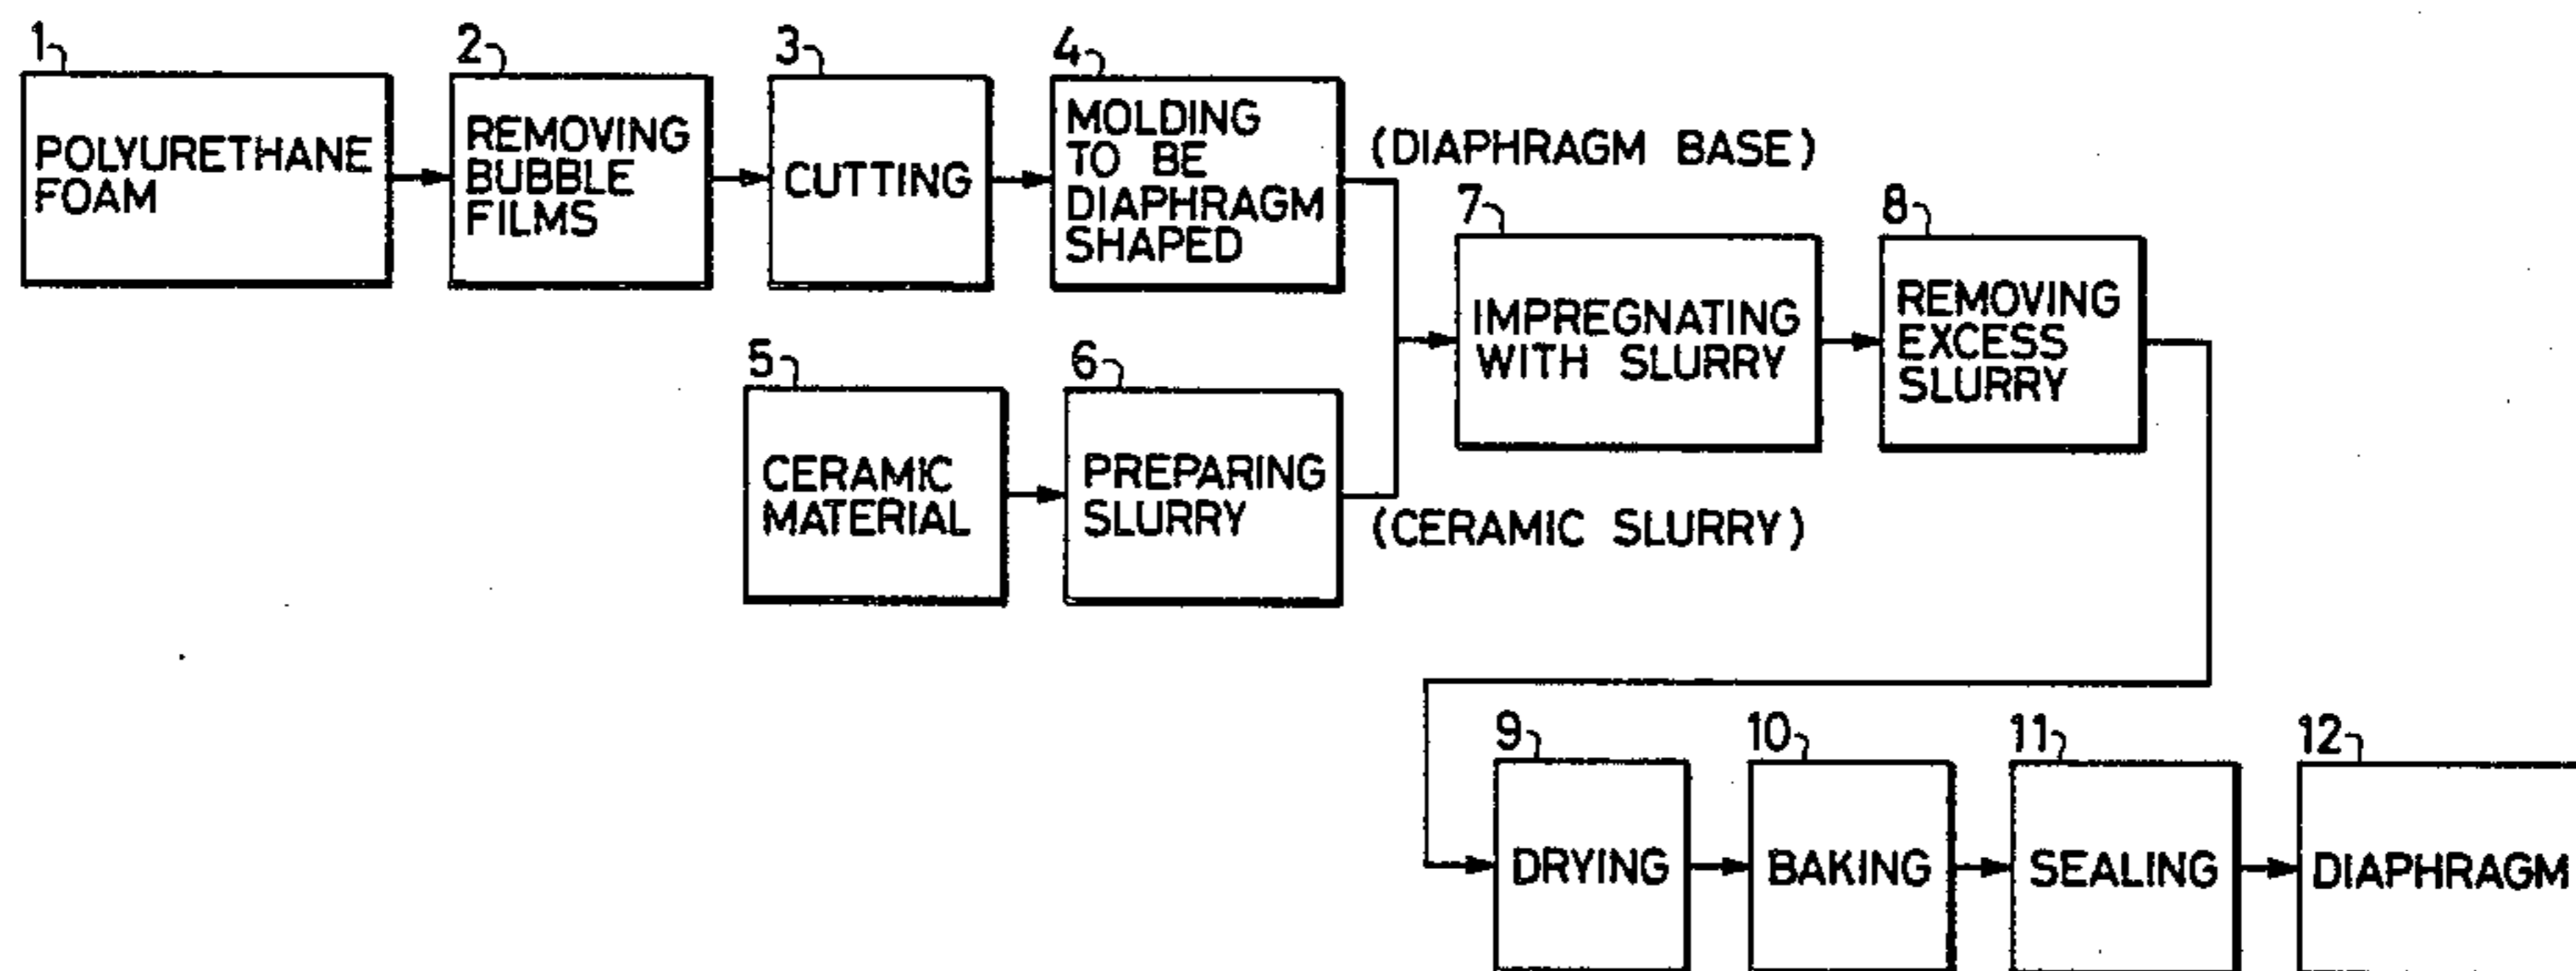 1
POLYURETHANE
FOAM
2
REMOVING
BUBBLE
FILMS
3
CUTTING
4
MOLDING
TO BE
DIAPHRAGM
SHAPED
(DIAPHRAGM BASE)
5
CERAMIC
MATERIAL
6
PREPARING
SLURRY
(CERAMIC SLURRY)
7
IMPREGNATING
WITH SLURRY
8
REMOVING
EXCESS
SLURRY
9
DRYING
10
BAKING
11
SEALING
12
DIAPHRAGM